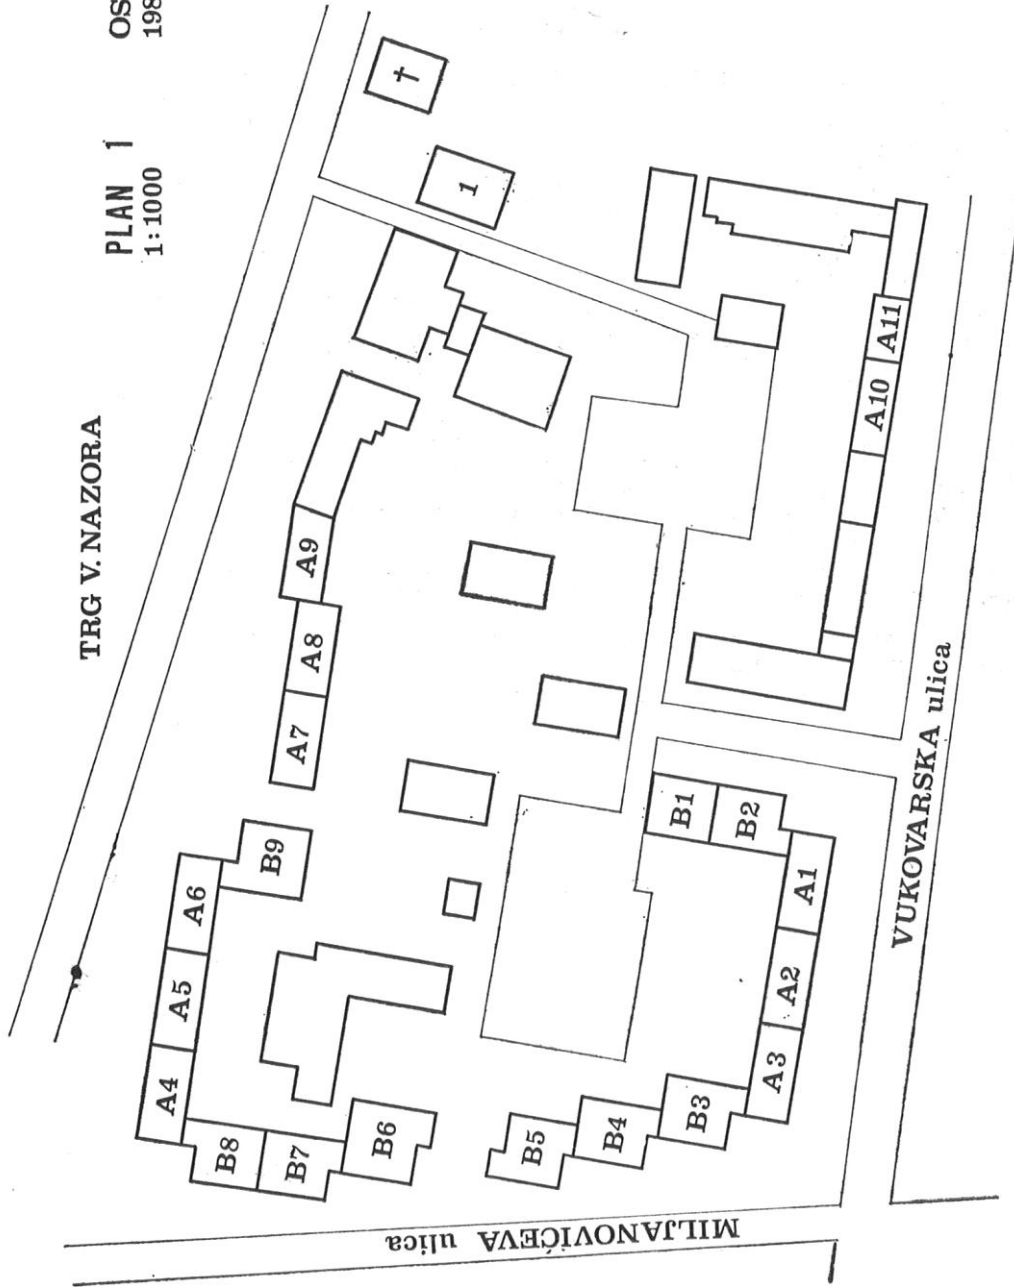 PLAN 1
1:1000
OS
198
TRG V. NAZORA
†
1
A9
A8
A7
B9
A6
A5
A4
B8
B7
B6
B5
B4
B3
A3
A2
A1
B2
B1
A10
A11
VUKOVARSKA ulica
MILJANOVIĆEVA ulica